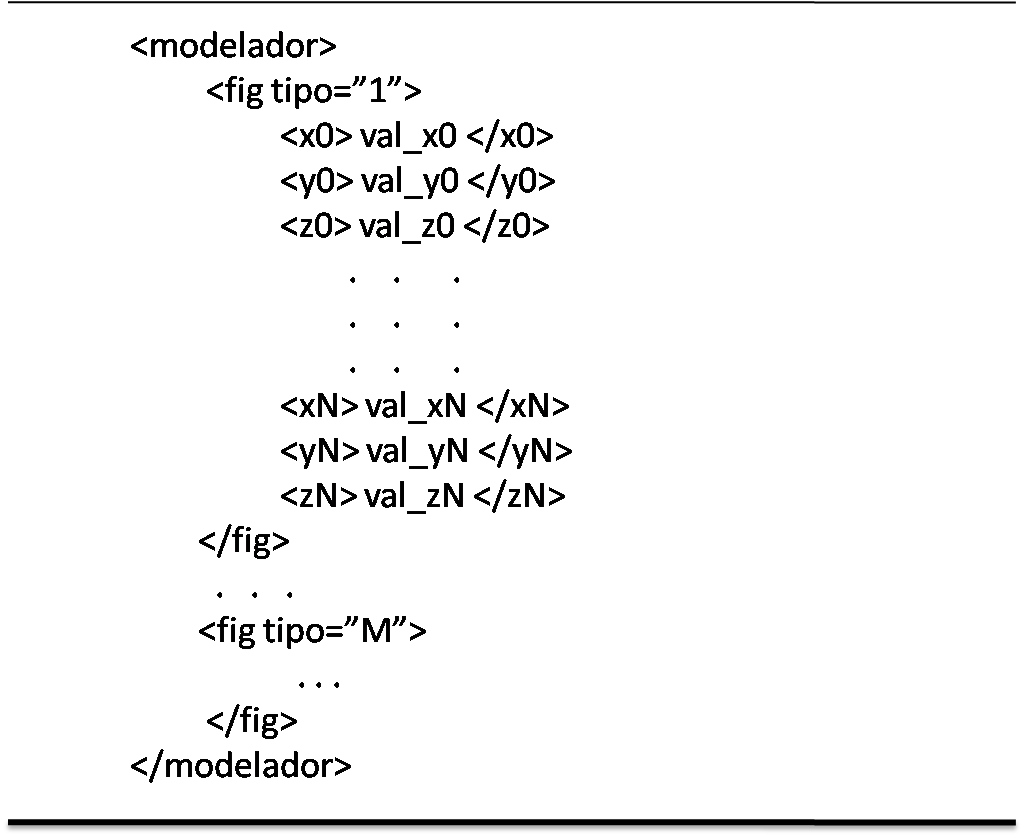 <modelador>
<fig tipo=”1”>
<x0> val_x0 </x0>
<y0> val_y0 </y0>
<z0> val_z0 </z0>
. . .
. . .
. . .
<xN> val_xN </xN>
<yN> val_yN </yN>
<zN> val_zN </zN>
</fig>
. . .
<fig tipo=”M”>
. . .
</fig>
</modelador>